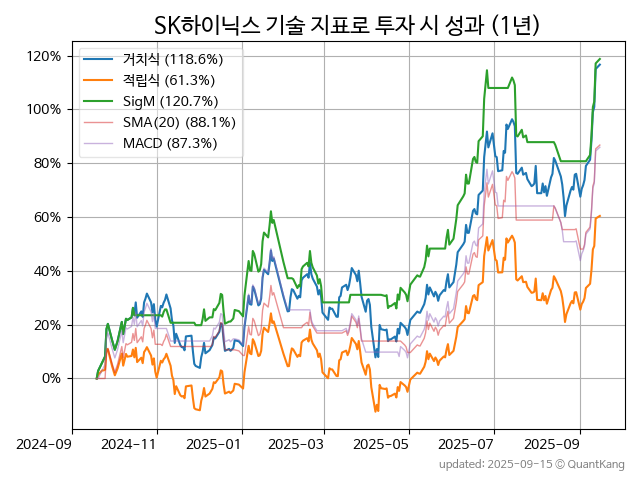 SK하이닉스 기술 지표로 투자 시 성과 (1년)
거치식 (118.6%)
적립식 (61.3%)
SigM (120.7%)
SMA(20) (88.1%)
MACD (87.3%)
120%
100%
80%
60%
40%
20%
0%
2024-09 2024-11 2025-01 2025-03 2025-05 2025-07 2025-09
updated: 2025-09-15 © QuantKang